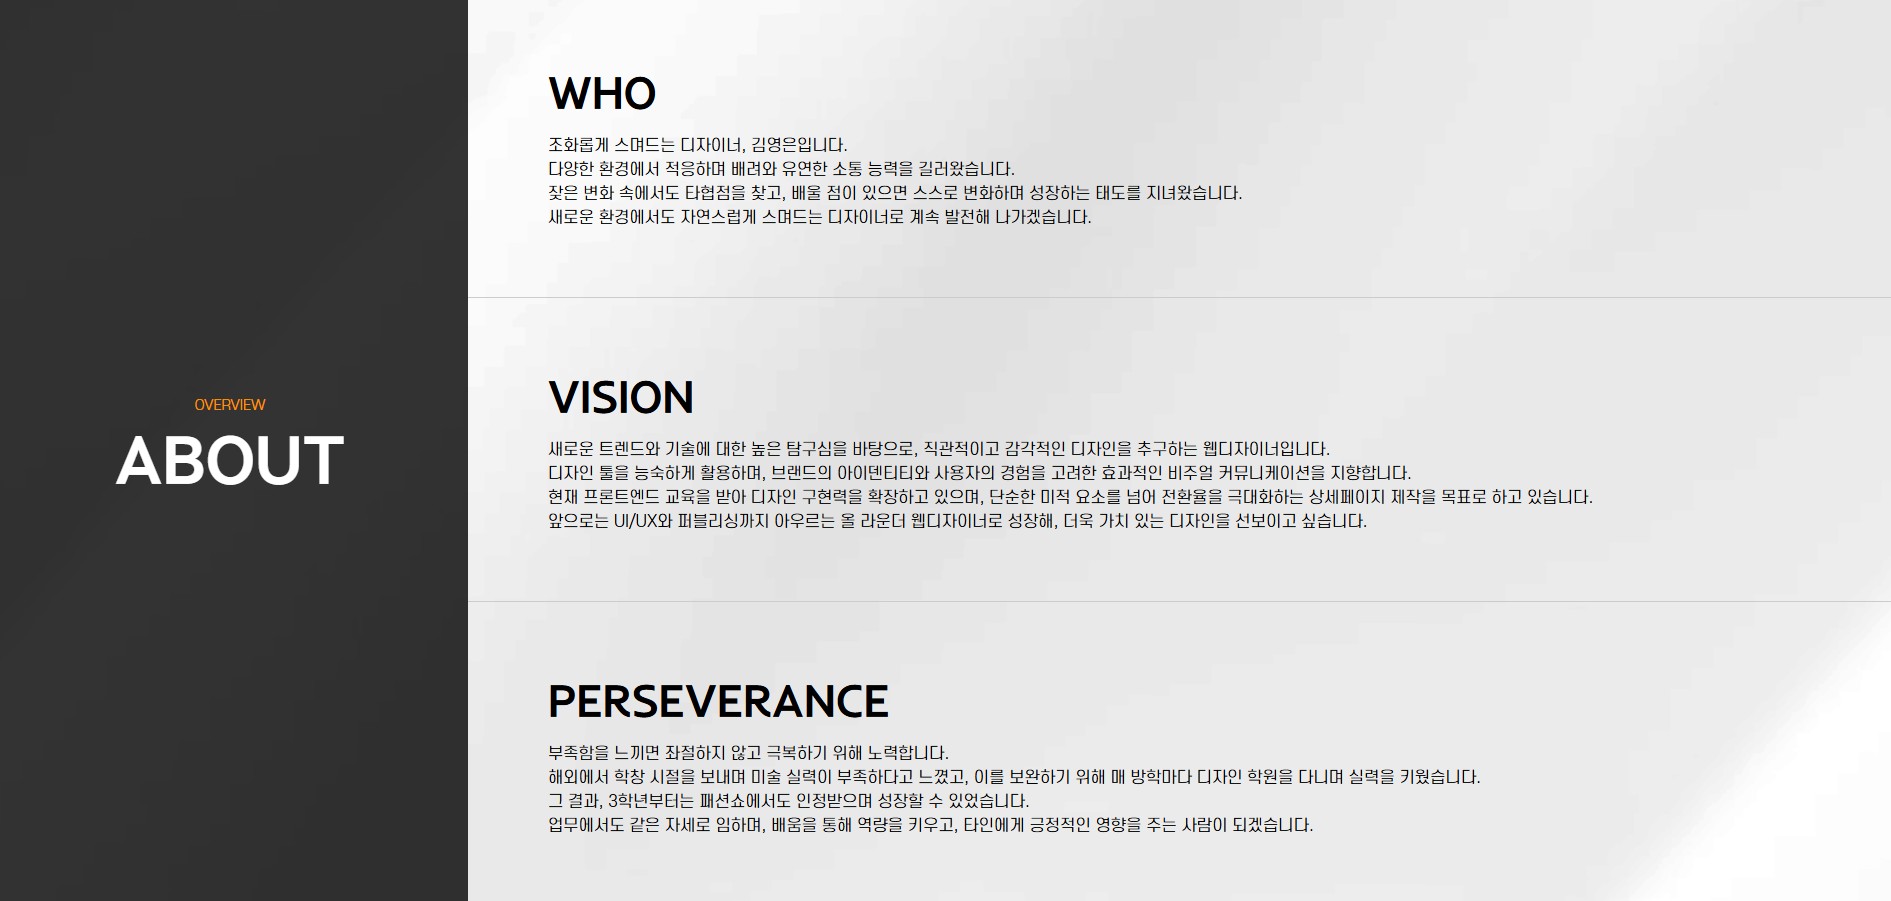 OVERVIEW
ABOUT
WHO
조화롭게 스며드는 디자이너, 김영은입니다.
다양한 환경에서 적응하며 배려와 유연한 소통 능력을 길러왔습니다.
잦은 변화 속에서도 타협점을 찾고, 배울 점이 있으면 스스로 변화하며 성장하는 태도를 지녀왔습니다.
새로운 환경에서도 자연스럽게 스며드는 디자이너로 계속 발전해 나가겠습니다.
VISION
새로운 트렌드와 기술에 대한 높은 탐구심을 바탕으로, 직관적이고 감각적인 디자인을 추구하는 웹디자이너입니다.
디자인 툴을 능숙하게 활용하며, 브랜드의 아이덴티티와 사용자의 경험을 고려한 효과적인 비주얼 커뮤니케이션을 지향합니다.
현재 프론트엔드 교육을 받아 디자인 구현력을 확장하고 있으며, 단순한 미적 요소를 넘어 전환율을 극대화하는 상세페이지 제작을 목표로 하고 있습니다.
앞으로는 UI/UX와 퍼블리싱까지 아우르는 올 라운더 웹디자이너로 성장해, 더욱 가치 있는 디자인을 선보이고 싶습니다.
PERSEVERANCE
부족함을 느끼면 좌절하지 않고 극복하기 위해 노력합니다.
해외에서 학창 시절을 보내며 미술 실력이 부족하다고 느꼈고, 이를 보완하기 위해 매 방학마다 디자인 학원을 다니며 실력을 키웠습니다.
그 결과, 3학년부터는 패션쇼에서도 인정받으며 성장할 수 있었습니다.
업무에서도 같은 자세로 임하며, 배움을 통해 역량을 키우고, 타인에게 긍정적인 영향을 주는 사람이 되겠습니다.